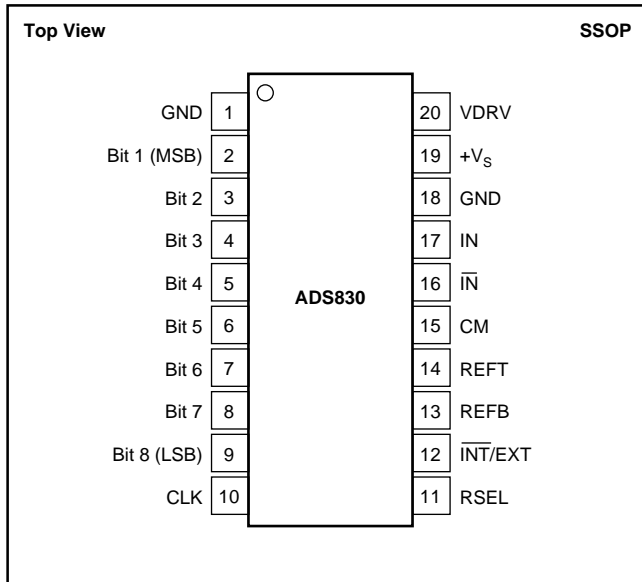 Top View SSOP
GND 1 20 VDRV
Bit 1 (MSB) 2 19 +VS
Bit 2 3 18 GND
Bit 3 4 17 IN
Bit 4 5 16 I̅N̅
ADS830
Bit 5 6 15 CM
Bit 6 7 14 REFT
Bit 7 8 13 REFB
Bit 8 (LSB) 9 12 I̅N̅T̅/EXT
CLK 10 11 RSEL